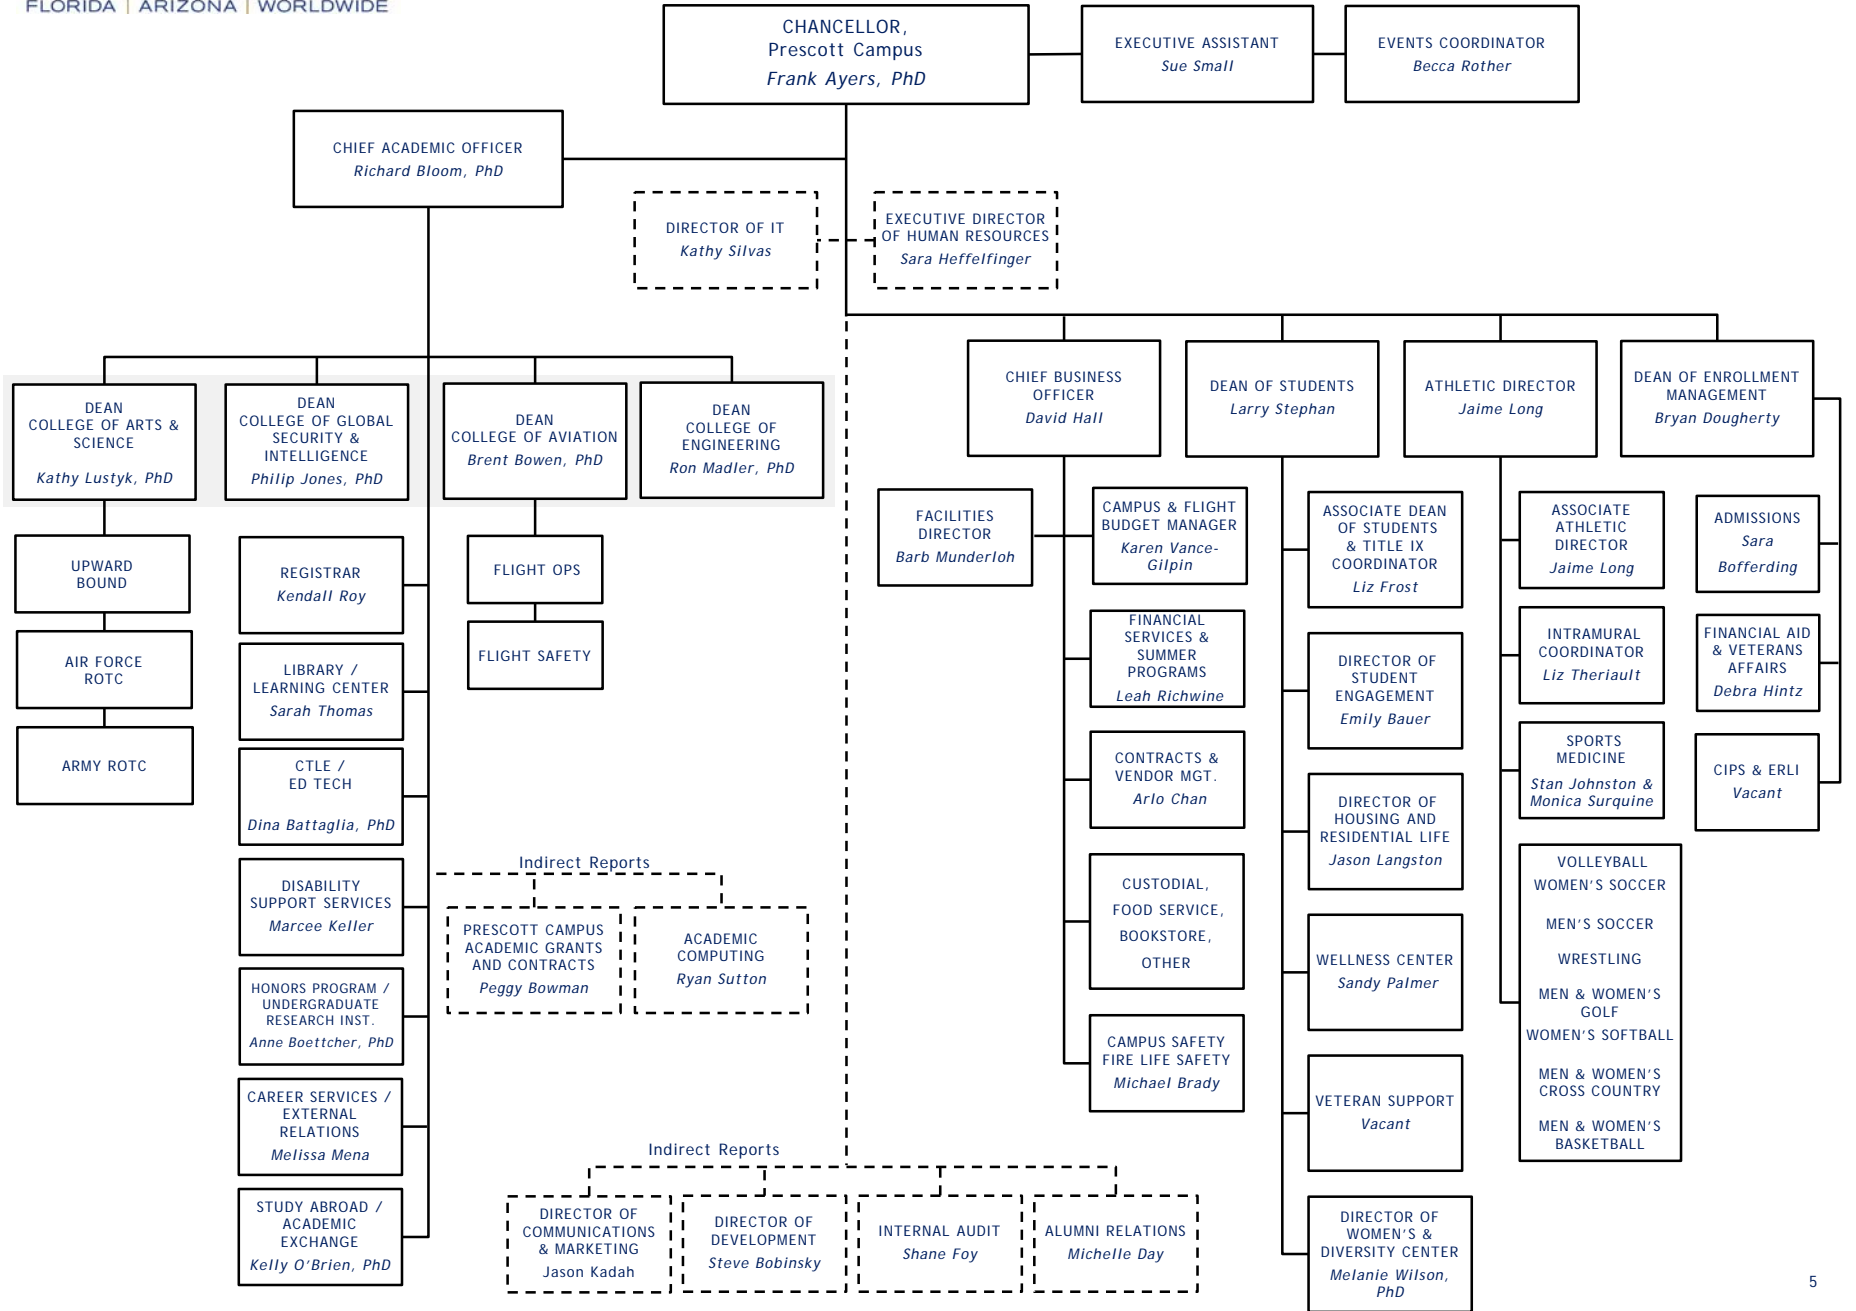 FLORIDA | ARIZONA | WORLDWIDE
CHANCELLOR,
Prescott Campus
Frank Ayers, PhD
EXECUTIVE ASSISTANT
Sue Small
EVENTS COORDINATOR
Becca Rother
CHIEF ACADEMIC OFFICER
Richard Bloom, PhD
DIRECTOR OF IT
Kathy Silvas
EXECUTIVE DIRECTOR
OF HUMAN RESOURCES
Sara Heffelfinger
DEAN
COLLEGE OF ARTS &
SCIENCE
Kathy Lustyk, PhD
DEAN
COLLEGE OF GLOBAL
SECURITY &
INTELLIGENCE
Philip Jones, PhD
DEAN
COLLEGE OF AVIATION
Brent Bowen, PhD
DEAN
COLLEGE OF
ENGINEERING
Ron Madler, PhD
CHIEF BUSINESS
OFFICER
David Hall
DEAN OF STUDENTS
Larry Stephan
ATHLETIC DIRECTOR
Jaime Long
DEAN OF ENROLLMENT
MANAGEMENT
Bryan Dougherty
UPWARD
BOUND
AIR FORCE
ROTC
ARMY ROTC
REGISTRAR
Kendall Roy
LIBRARY /
LEARNING CENTER
Sarah Thomas
CTLE /
ED TECH
Dina Battaglia, PhD
DISABILITY
SUPPORT SERVICES
Marcee Keller
HONORS PROGRAM /
UNDERGRADUATE
RESEARCH INST.
Anne Boettcher, PhD
CAREER SERVICES /
EXTERNAL
RELATIONS
Melissa Mena
STUDY ABROAD /
ACADEMIC
EXCHANGE
Kelly O'Brien, PhD
FLIGHT OPS
FLIGHT SAFETY
Indirect Reports
PRESCOTT CAMPUS
ACADEMIC GRANTS
AND CONTRACTS
Peggy Bowman
ACADEMIC
COMPUTING
Ryan Sutton
Indirect Reports
DIRECTOR OF
COMMUNICATIONS
& MARKETING
Jason Kadah
DIRECTOR OF
DEVELOPMENT
Steve Bobinsky
INTERNAL AUDIT
Shane Foy
ALUMNI RELATIONS
Michelle Day
FACILITIES
DIRECTOR
Barb Munderloh
CAMPUS & FLIGHT
BUDGET MANAGER
Karen Vance-
Gilpin
FINANCIAL
SERVICES &
SUMMER
PROGRAMS
Leah Richwine
CONTRACTS &
VENDOR MGT.
Arlo Chan
CUSTODIAL,
FOOD SERVICE,
BOOKSTORE,
OTHER
CAMPUS SAFETY
FIRE LIFE SAFETY
Michael Brady
ASSOCIATE DEAN
OF STUDENTS
& TITLE IX
COORDINATOR
Liz Frost
DIRECTOR OF
STUDENT
ENGAGEMENT
Emily Bauer
DIRECTOR OF
HOUSING AND
RESIDENTIAL LIFE
Jason Langston
WELLNESS CENTER
Sandy Palmer
VETERAN SUPPORT
Vacant
DIRECTOR OF
WOMEN'S &
DIVERSITY CENTER
Melanie Wilson,
PhD
ASSOCIATE
ATHLETIC
DIRECTOR
Jaime Long
INTRAMURAL
COORDINATOR
Liz Theriault
SPORTS
MEDICINE
Stan Johnston &
Monica Surquine
VOLLEYBALL
WOMEN'S SOCCER
MEN'S SOCCER
WRESTLING
MEN & WOMEN'S
GOLF
WOMEN'S SOFTBALL
MEN & WOMEN'S
CROSS COUNTRY
MEN & WOMEN'S
BASKETBALL
ADMISSIONS
Sara
Bofferding
FINANCIAL AID
& VETERANS
AFFAIRS
Debra Hintz
CIPS & ERLI
Vacant
5